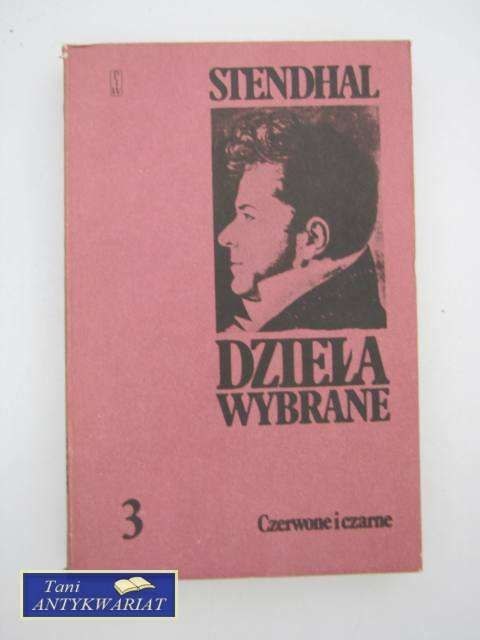 STENDHAL
DZIEŁA
WYBRANE
3
Czerwone i czarne
Tani
ANTYKWARIAT